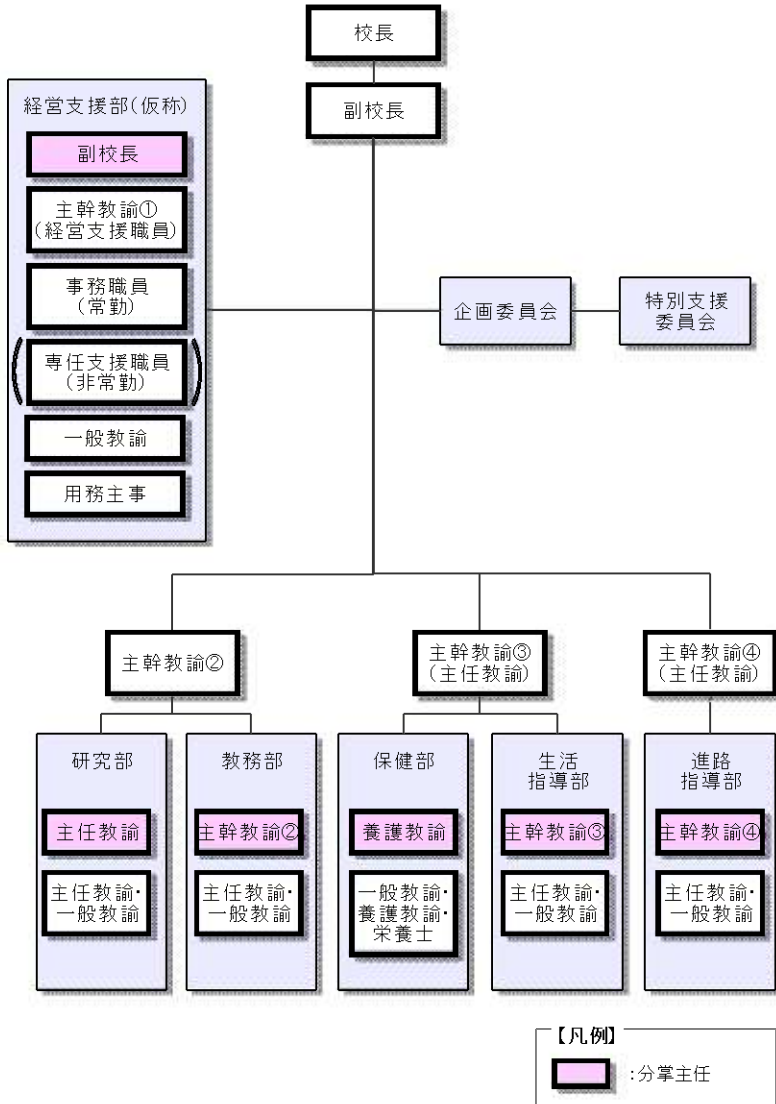 校長
副校長
経営支援部(仮称)
副校長
主幹教諭①
(経営支援職員)
事務職員
(常勤)
専任支援職員
(非常勤)
一般教諭
用務主事
企画委員会
特別支援
委員会
主幹教諭②
主幹教諭③
(主任教諭)
主幹教諭④
(主任教諭)
研究部
主任教諭
主任教諭・
一般教諭
教務部
主幹教諭②
主任教諭・
一般教諭
保健部
養護教諭
一般教諭・
養護教諭・
栄養士
生活
指導部
主幹教諭③
主任教諭・
一般教諭
進路
指導部
主幹教諭④
主任教諭・
一般教諭
【凡例】
:分掌主任